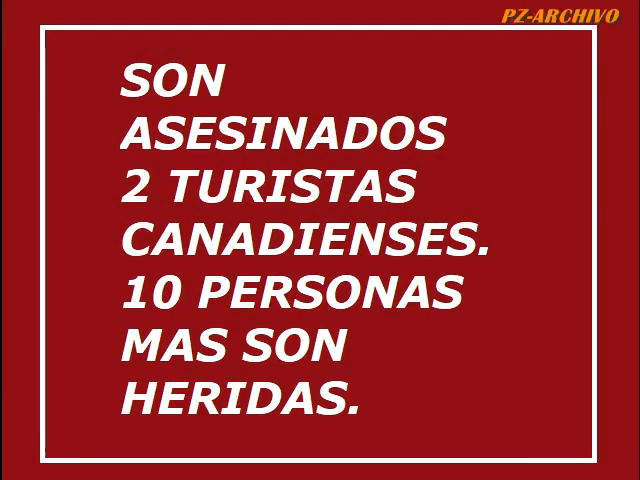 PZ-ARCHIVO
SON
ASESINADOS
2 TURISTAS
CANADIENSES.
10 PERSONAS
MAS SON
HERIDAS.